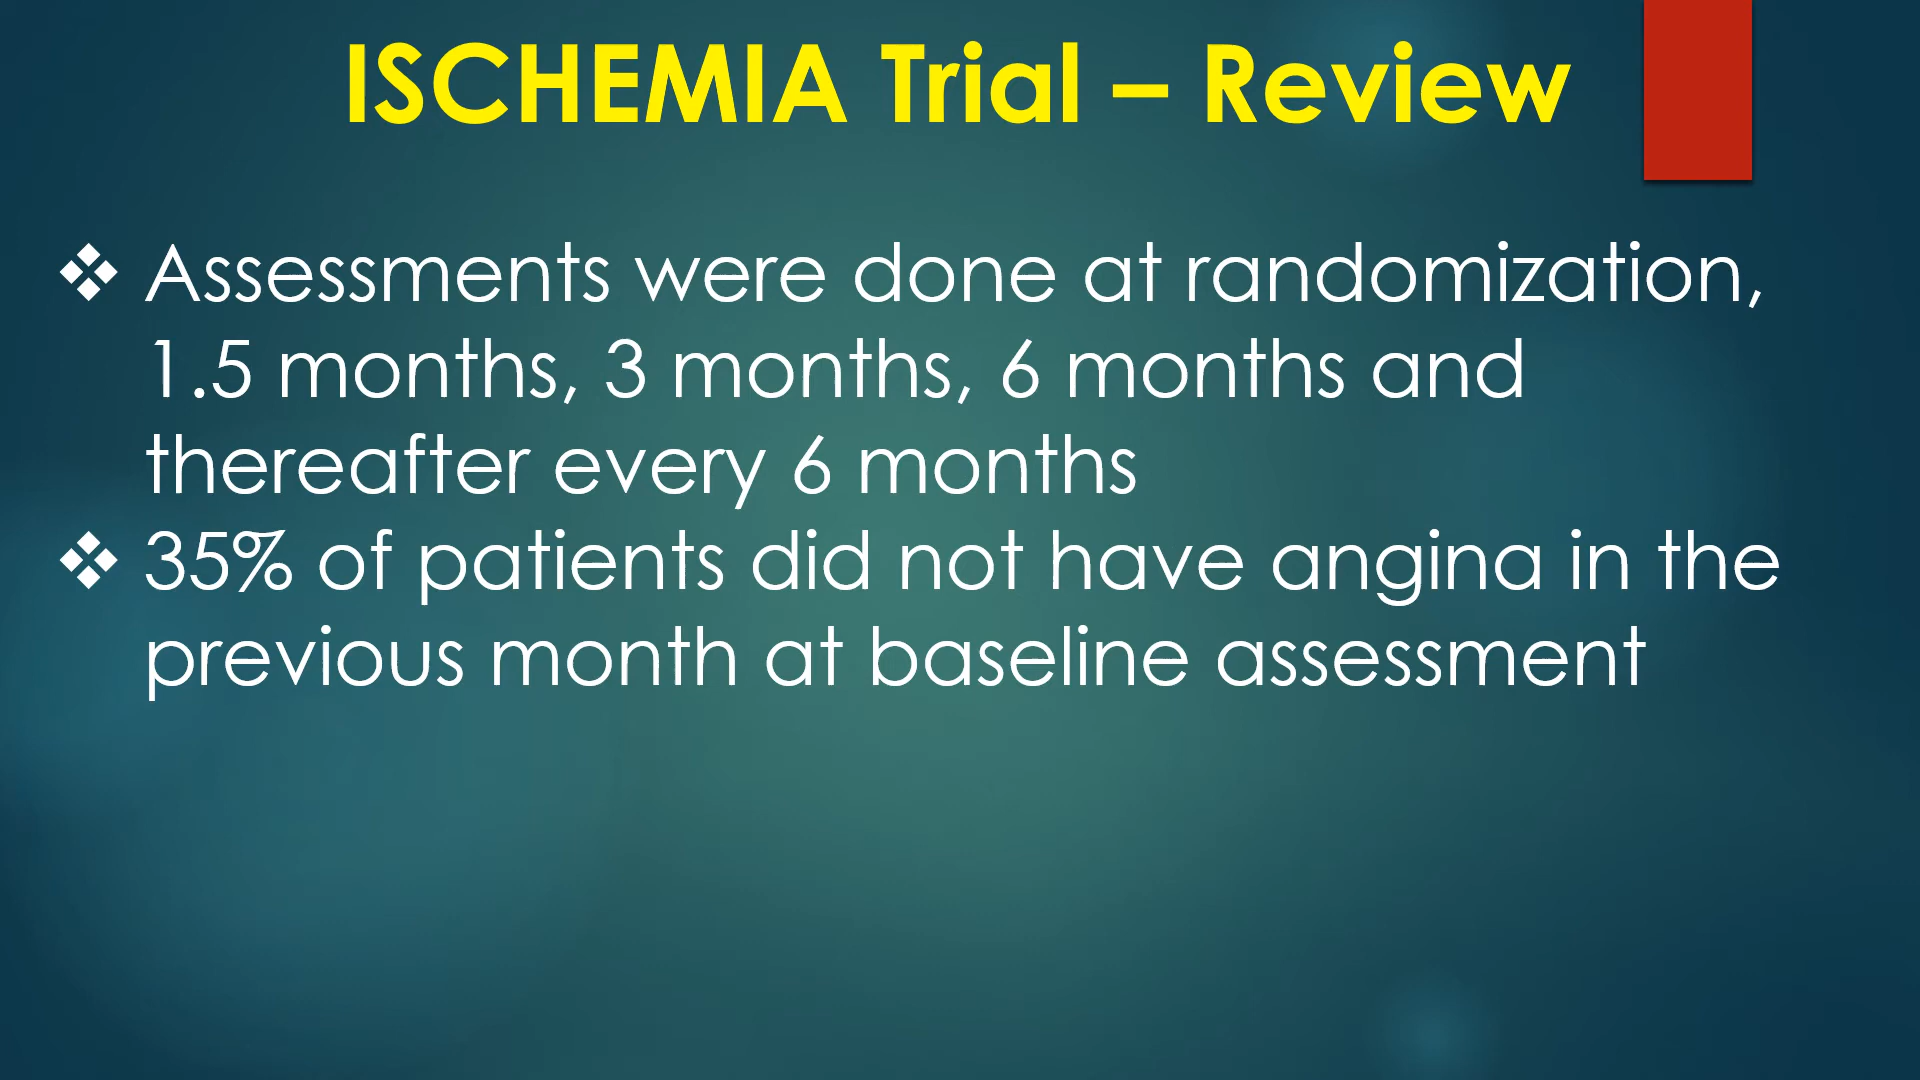 ISCHEMIA Trial – Review
❖ Assessments were done at randomization,
1.5 months, 3 months, 6 months and
thereafter every 6 months
❖ 35% of patients did not have angina in the
previous month at baseline assessment